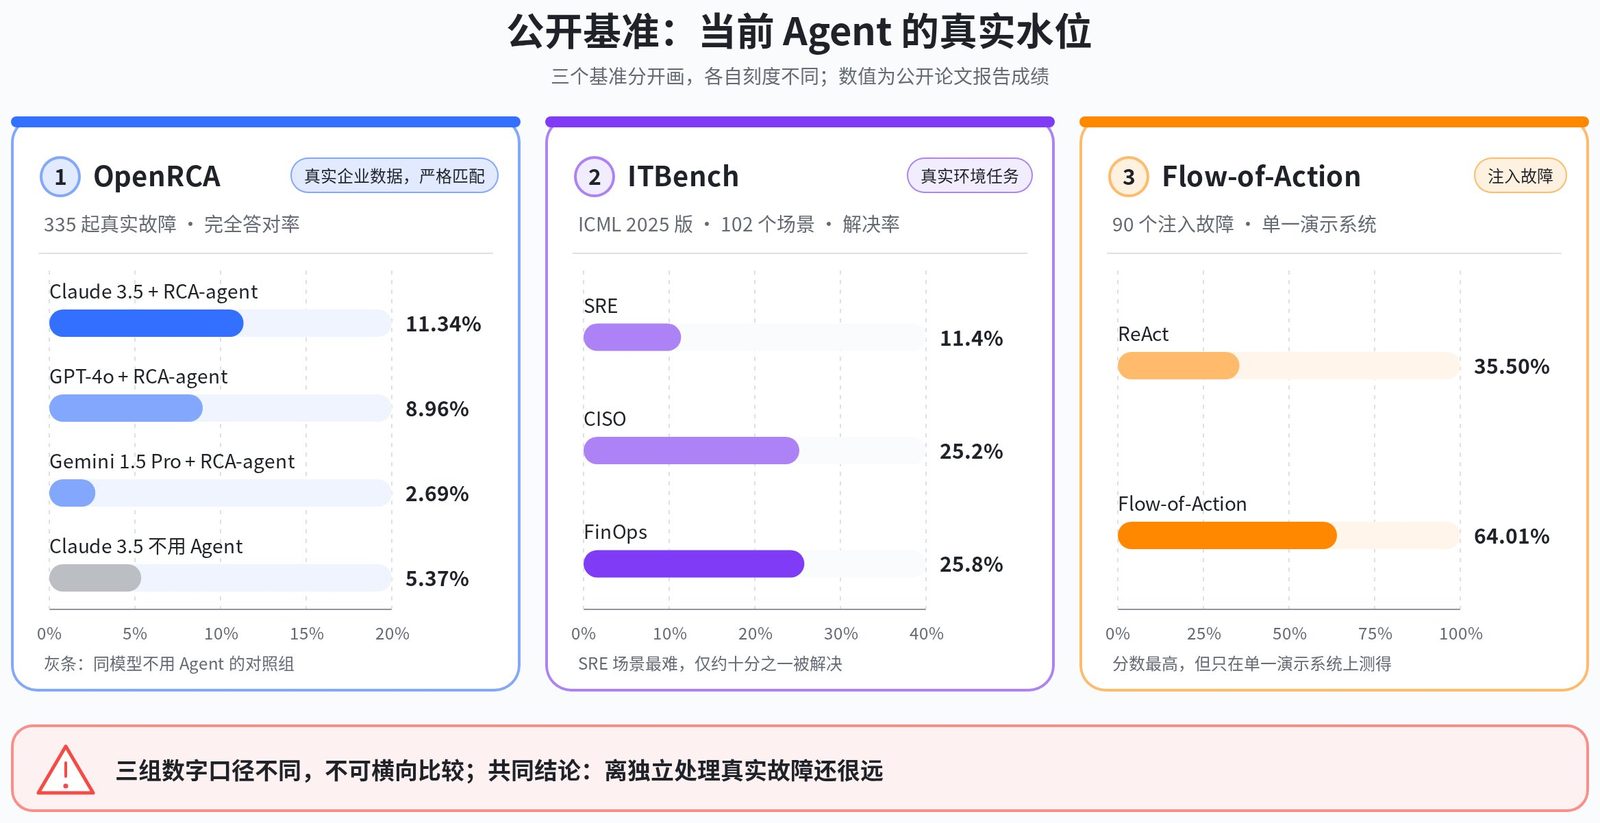 公开基准：当前 Agent 的真实水位
三个基准分开画，各自刻度不同；数值为公开论文报告成绩
1 OpenRCA 真实企业数据，严格匹配
335 起真实故障 · 完全答对率
Claude 3.5 + RCA-agent
11.34%
GPT-4o + RCA-agent
8.96%
Gemini 1.5 Pro + RCA-agent
2.69%
Claude 3.5 不用 Agent
5.37%
0% 5% 10% 15% 20%
灰条：同模型不用 Agent 的对照组
2 ITBench 真实环境任务
ICML 2025 版 · 102 个场景 · 解决率
SRE
11.4%
CISO
25.2%
FinOps
25.8%
0% 10% 20% 30% 40%
SRE 场景最难，仅约十分之一被解决
3 Flow-of-Action 注入故障
90 个注入故障 · 单一演示系统
ReAct
35.50%
Flow-of-Action
64.01%
0% 25% 50% 75% 100%
分数最高，但只在单一演示系统上测得
三组数字口径不同，不可横向比较；共同结论：离独立处理真实故障还很远